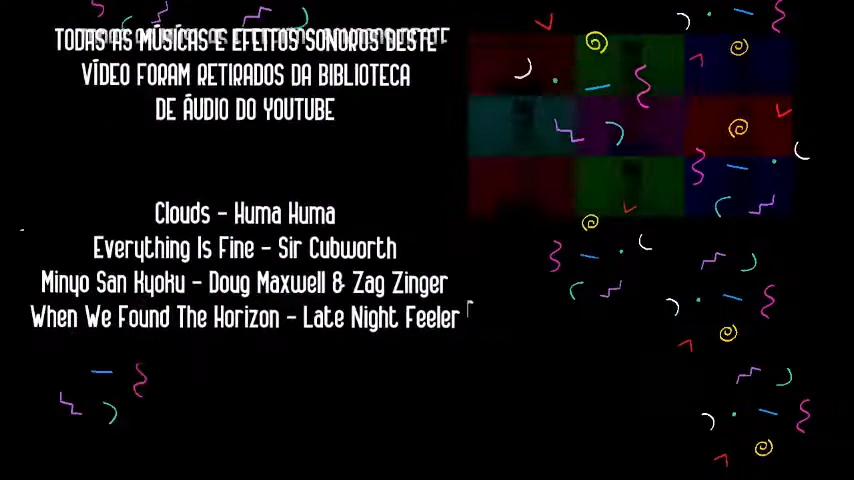 TODAS AS MÚSICAS E EFEITOS SONOROS DESTE
VÍDEO FORAM RETIRADOS DA BIBLIOTECA
DE ÁUDIO DO YOUTUBE
Clouds - Huma Huma
Everything Is Fine - Sir Cubworth
Minyo San Kyoku - Doug Maxwell & Zag Zinger
When We Found The Horizon - Late Night Feeler